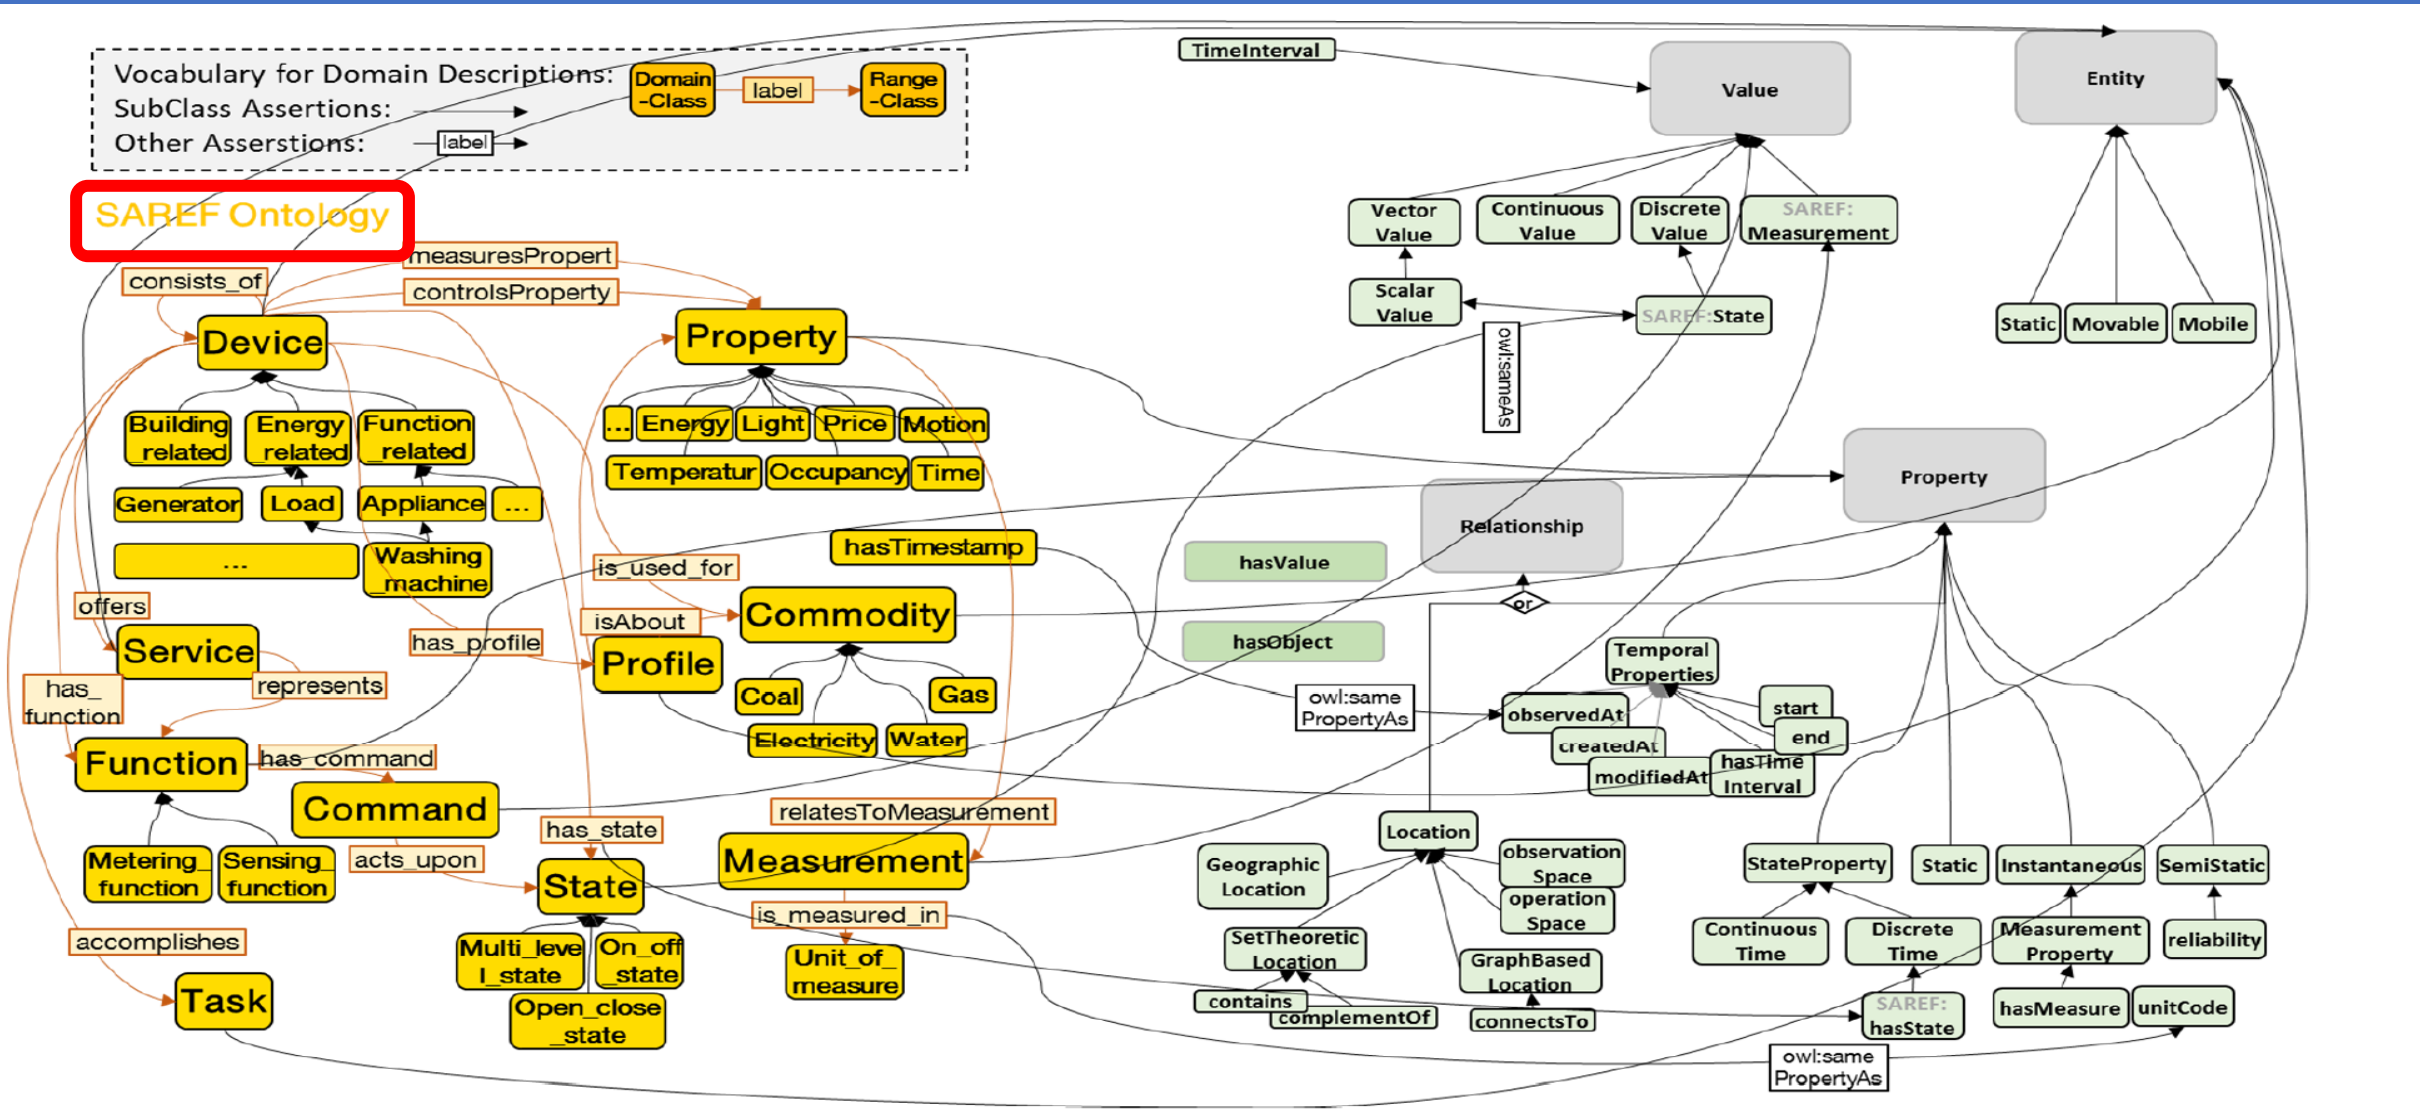 Vocabulary for Domain Descriptions:
Domain
-Class
label
Range
-Class
SubClass Assertions:
Other Asserstions:
label
SAREF Ontology
consists_of
measuresPropert
controlsProperty
Device
Property
Building
_related
Energy
_related
Function
_related
Generator
Load
Appliance
...
...
Washing
_machine
...
Energy
Light
Price
Motion
Temperatur
Occupancy
Time
hasTimestamp
is_used_for
isAbout
Commodity
offers
Service
has_profile
Profile
represents
has_
function
Coal
Gas
Electricity
Water
Function
has_command
Command
Metering_
function
Sensing_
function
acts_upon
has_state
State
relatesToMeasurement
Measurement
is_measured_in
Unit_of_
measure
accomplishes
Task
Multi_leve
l_state
On_off
_state
Open_close
_state
TimeInterval
Value
Entity
Vector
Value
Continuous
Value
Discrete
Value
SAREF:
Measurement
Scalar
Value
SAREF:State
owl:sameAs
Static
Movable
Mobile
Relationship
Property
hasValue
hasObject
or
Temporal
Properties
owl:same
PropertyAs
observedAt
createdAt
modifiedAt
start
end
hasTime
Interval
Location
Geographic
Location
observation
Space
operation
Space
SetTheoretic
Location
GraphBased
Location
contains
complementOf
connectsTo
StateProperty
Static
Instantaneous
SemiStatic
Continuous
Time
Discrete
Time
Measurement
Property
reliability
SAREF:
hasState
hasMeasure
unitCode
owl:same
PropertyAs